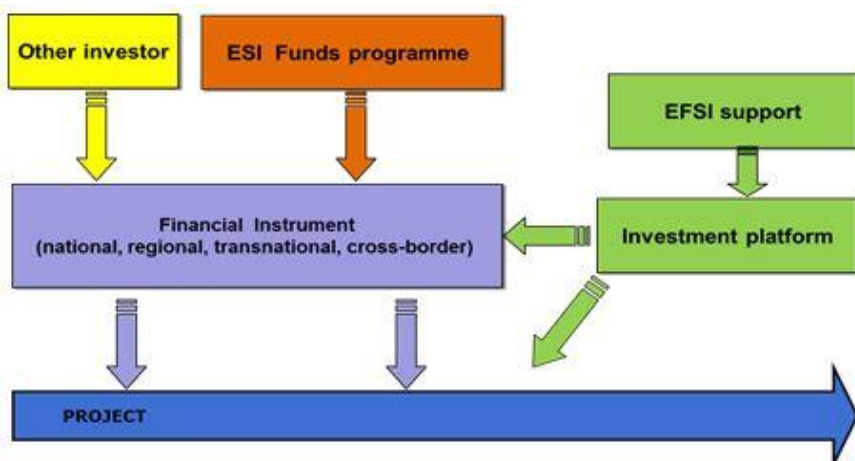 Other investor
ESI Funds programme
EFSI support
Financial Instrument
(national, regional, transnational, cross-border)
Investment platform
PROJECT